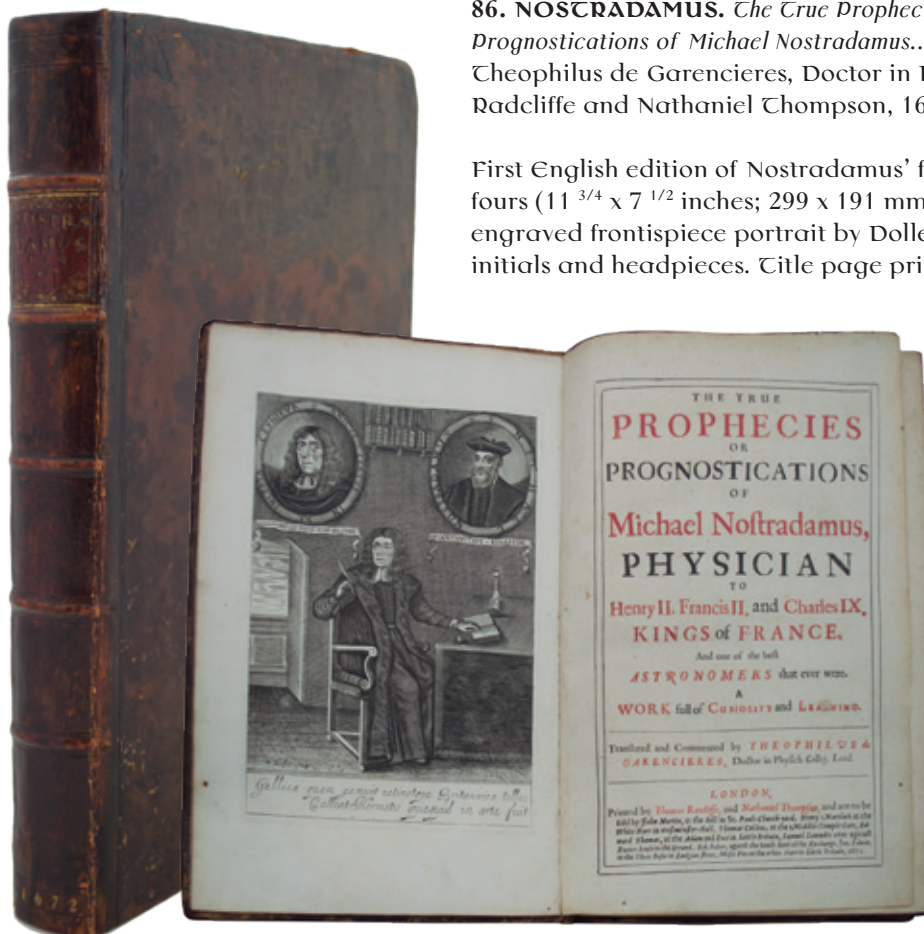 86. NOSTRADAMUS. The True Prophec
Prognostications of Michael Nostradamus..
Theophilus de Garencieres, Doctor in
Radcliffe and Nathaniel Thompson, 16
First English edition of Nostradamus' f
fours (11 3/4 x 7 1/2 inches; 299 x 191 mm
engraved frontispiece portrait by Dolle
initials and headpieces. Title page pri
DAMUS
1672
THE TRUE
PROPHECIES
OR
PROGNOSTICATIONS
OF
Michael Noſtradamus,
PHYSICIAN
TO
Henry II. Francis II. and Charles IX.
KINGS of FRANCE,
And one of the beſt
ASTRONOMERS that ever were.
A
WORK full of CURIOSITY and LEARNING.
Tranſlated and Commented by THEOPHILUS de
GARENCIERES, Doctor in Phyſick Colleg. Lond.
LONDON,
Printed by Thomas Ratcliffe, and Nathaniel Thompſon, and are to be